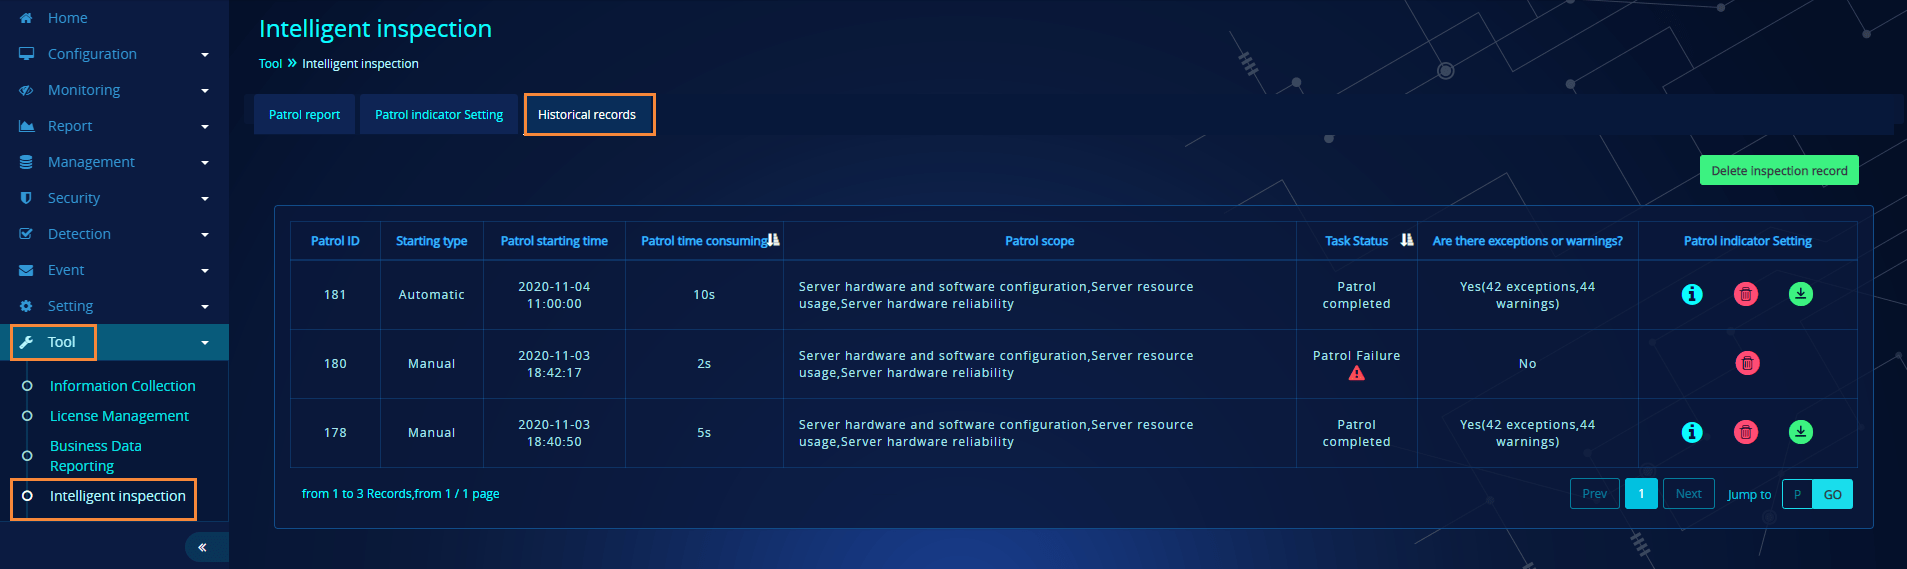 Home
Configuration
Monitoring
Report
Management
Security
Detection
Event
Setting
Tool
Information Collection
License Management
Business Data
Reporting
Intelligent inspection
Intelligent inspection
Tool » Intelligent inspection
Patrol report
Patrol indicator Setting
Historical records
Delete inspection record
Patrol ID
Starting type
Patrol starting time
Patrol time consuming
Patrol scope
Task Status
Are there exceptions or warnings?
Patrol indicator Setting
181
Automatic
2020-11-04
11:00:00
10s
Server hardware and software configuration,Server resource
usage,Server hardware reliability
Patrol
completed
Yes(42 exceptions,44
warnings)
180
Manual
2020-11-03
18:42:17
2s
Server hardware and software configuration,Server resource
usage,Server hardware reliability
Patrol Failure
No
178
Manual
2020-11-03
18:40:50
5s
Server hardware and software configuration,Server resource
usage,Server hardware reliability
Patrol
completed
Yes(42 exceptions,44
warnings)
from 1 to 3 Records,from 1 / 1 page
Prev
1
Next
Jump to
P
GO